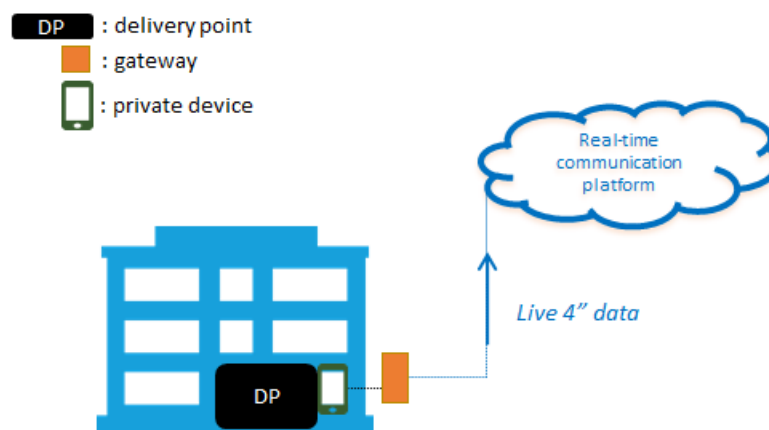 DP : delivery point
: gateway
: private device
Real-time
communication
platform
Live 4” data
DP